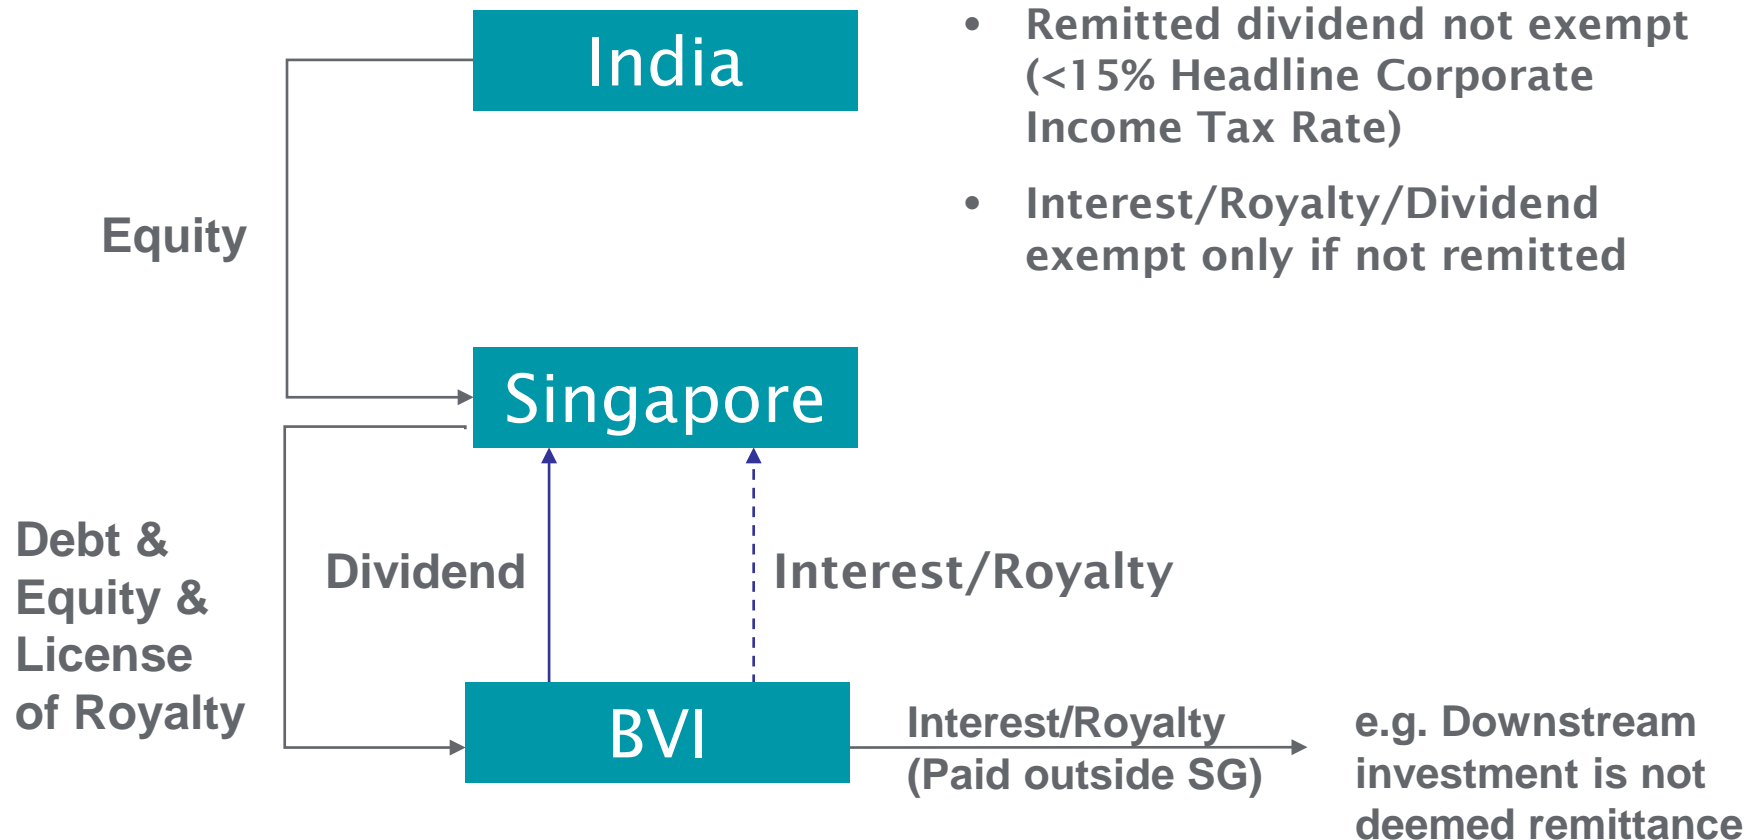 India
• Remitted dividend not exempt
(<15% Headline Corporate
Income Tax Rate)
• Interest/Royalty/Dividend
exempt only if not remitted
Equity
Singapore
Debt &
Equity &
License
of Royalty
Dividend
Interest/Royalty
BVI
Interest/Royalty
(Paid outside SG)
e.g. Downstream
investment is not
deemed remittance